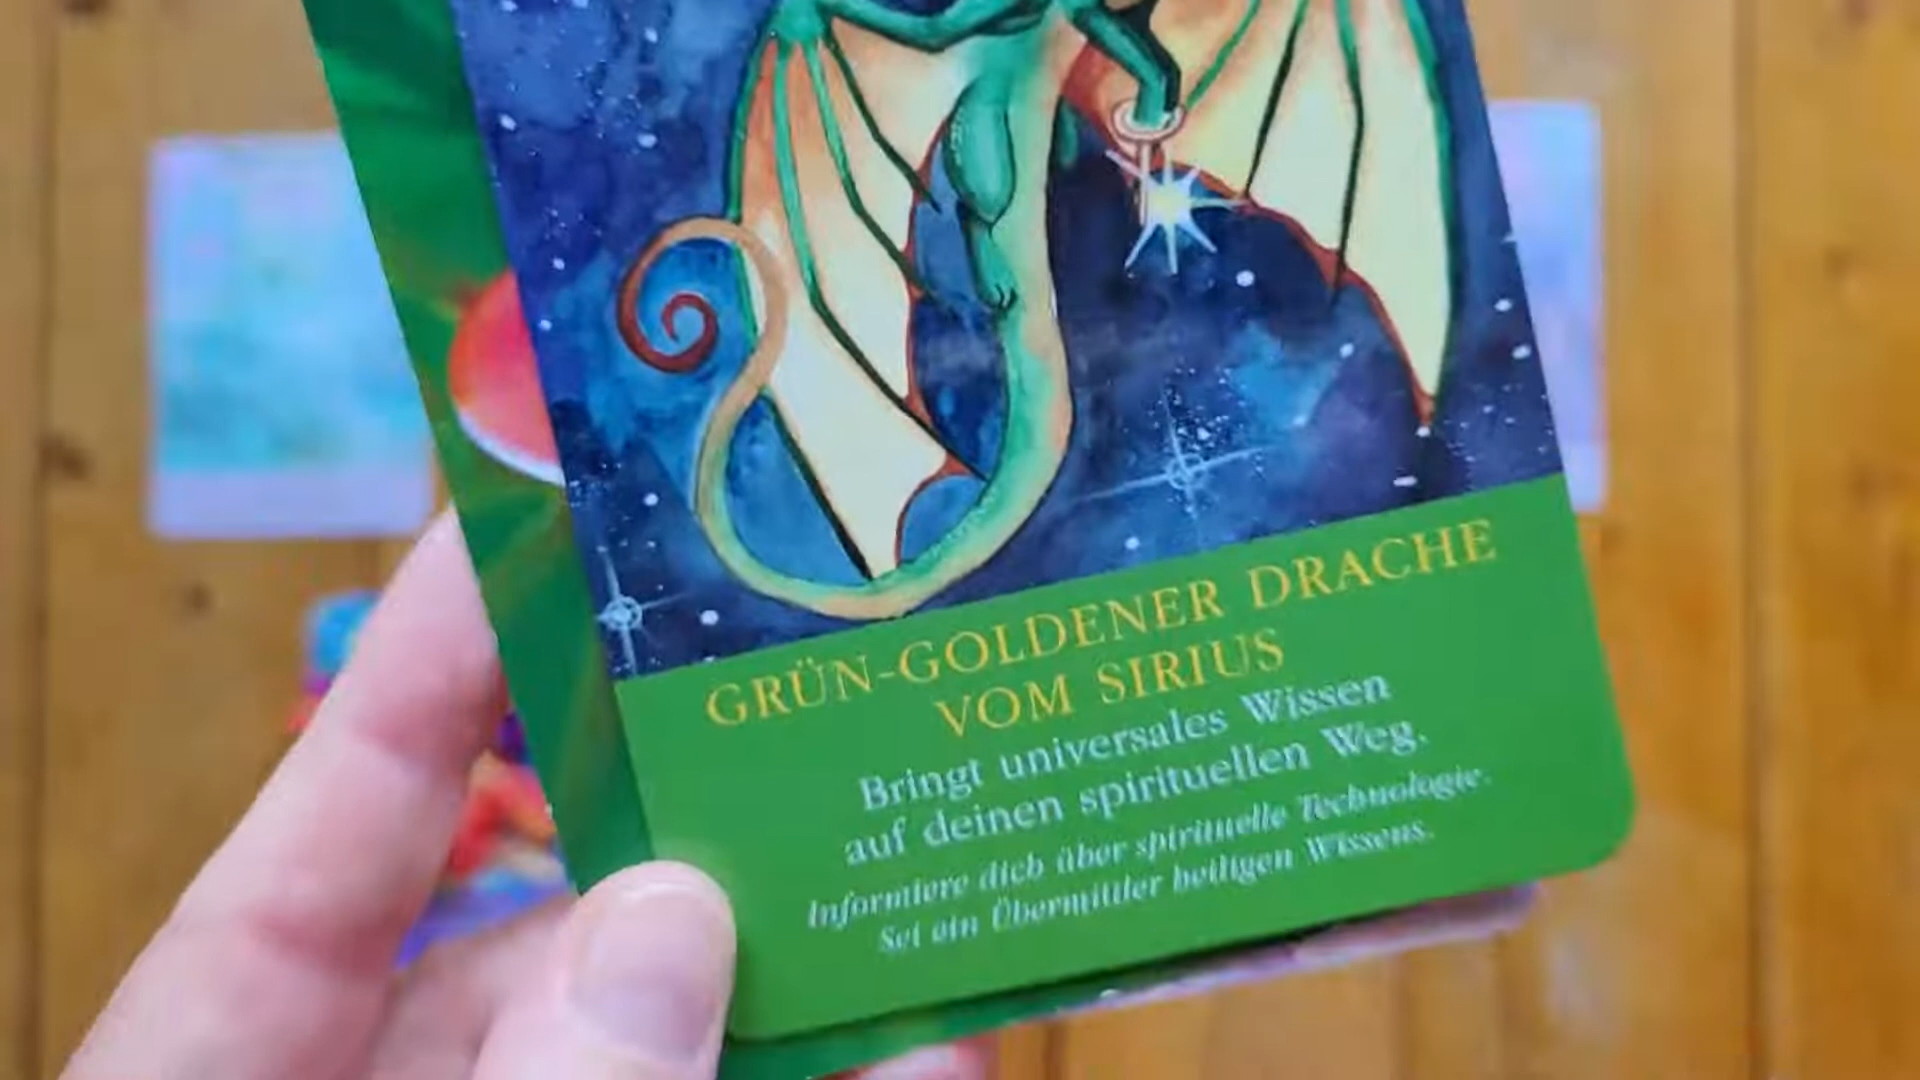 GRÜN-GOLDENER DRACHE
VOM SIRIUS
Bringt universales Wissen
auf deinen spirituellen Weg.
Informiere dich über spirituelle Technologie.
Sei ein Übermittler heiligen Wissens.